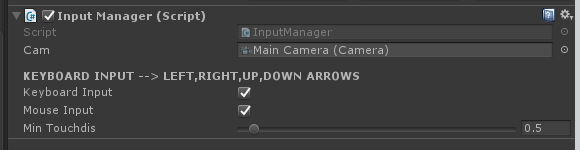 Input Manager (Script)
Script InputManager
Cam Main Camera (Camera)
KEYBOARD INPUT --> LEFT,RIGHT,UP,DOWN ARROWS
Keyboard Input
Mouse Input
Min Touchdis 0.5